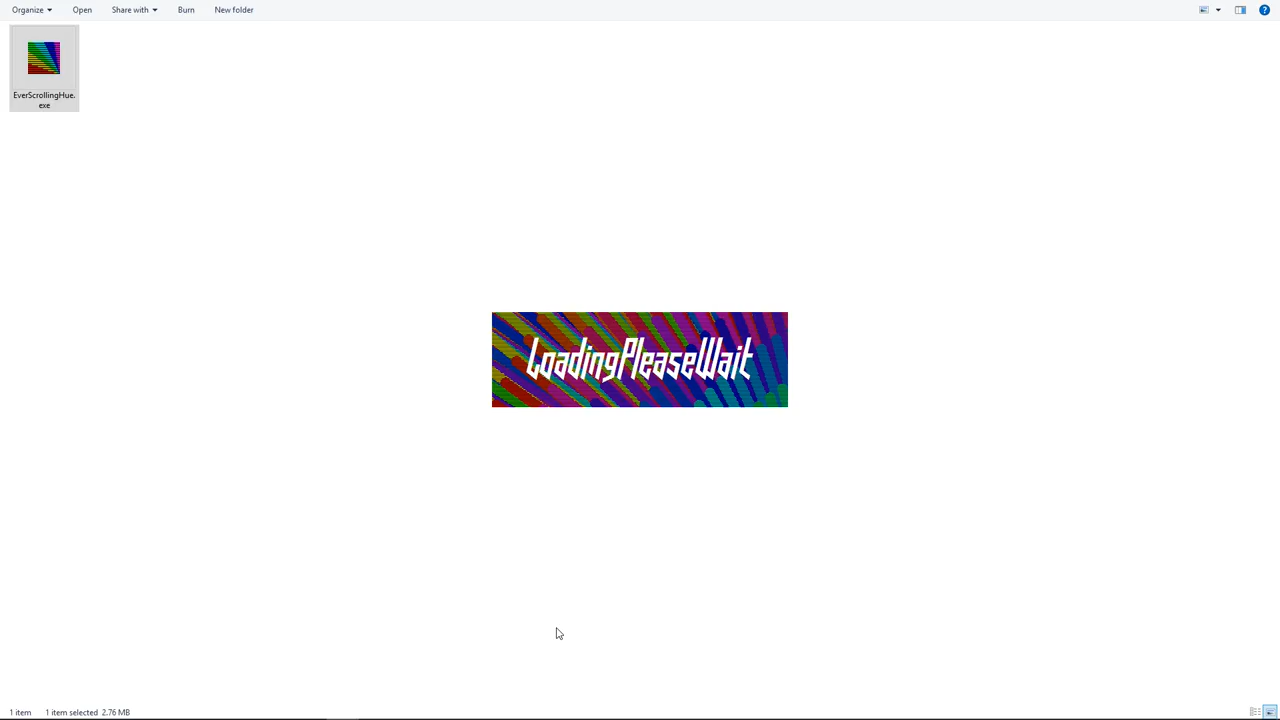 Organize Open Share with Burn New folder
EverScrollingHue.
exe
LoadingPleaseWait
1 item 1 item selected 2.76 MB